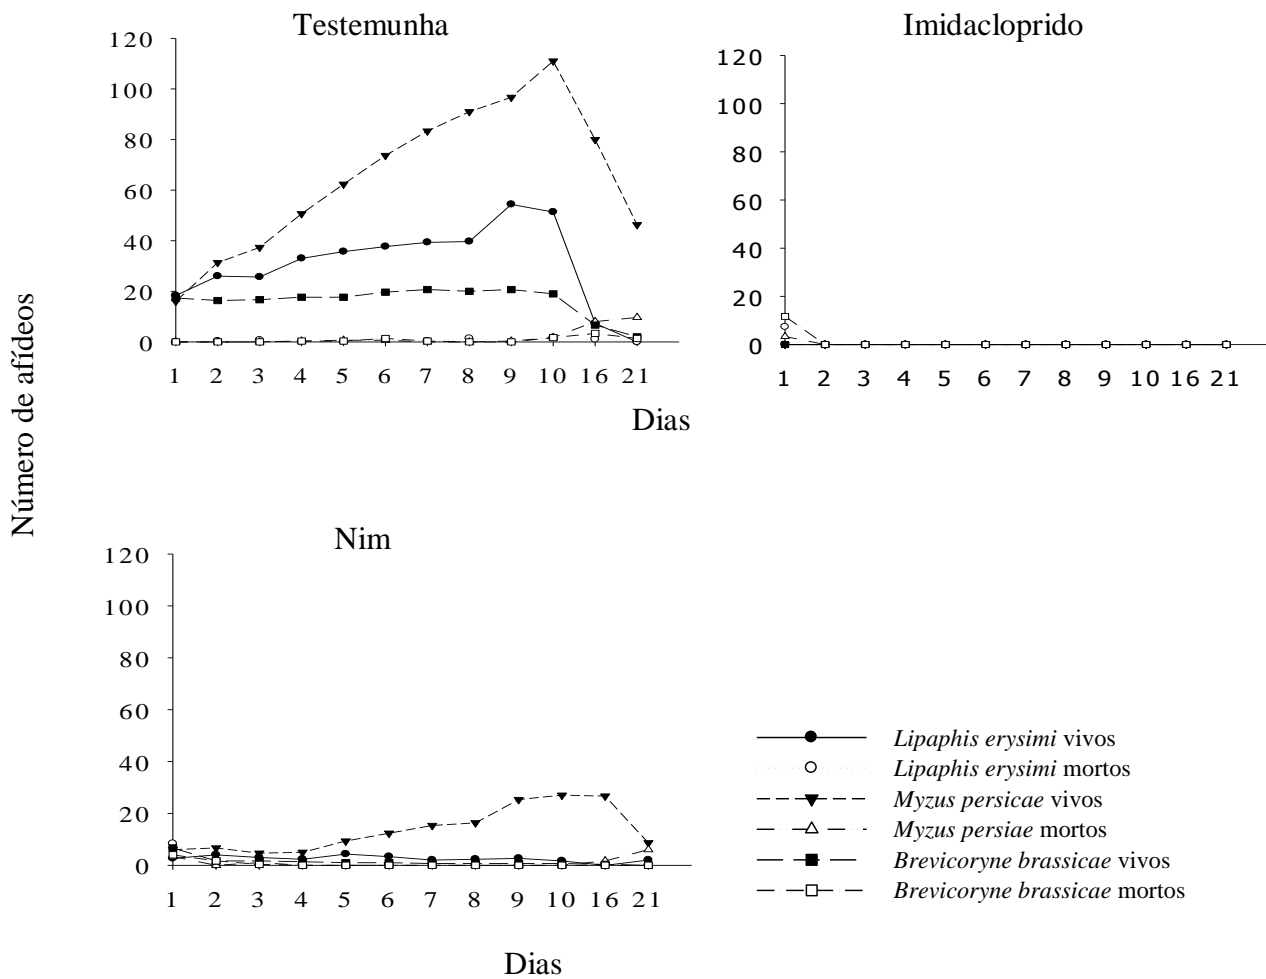 Testemunha
120
100
80
60
40
20
0
1 2 3 4 5 6 7 8 9 10 16 21
Imidacloprido
120
100
80
60
40
20
0
1 2 3 4 5 6 7 8 9 10 16 21
Dias
Número de afídeos
Nim
120
100
80
60
40
20
0
1 2 3 4 5 6 7 8 9 10 16 21
Dias
Lipaphis erysimi vivos
Lipaphis erysimi mortos
Myzus persicae vivos
Myzus persiae mortos
Brevicoryne brassicae vivos
Brevicoryne brassicae mortos